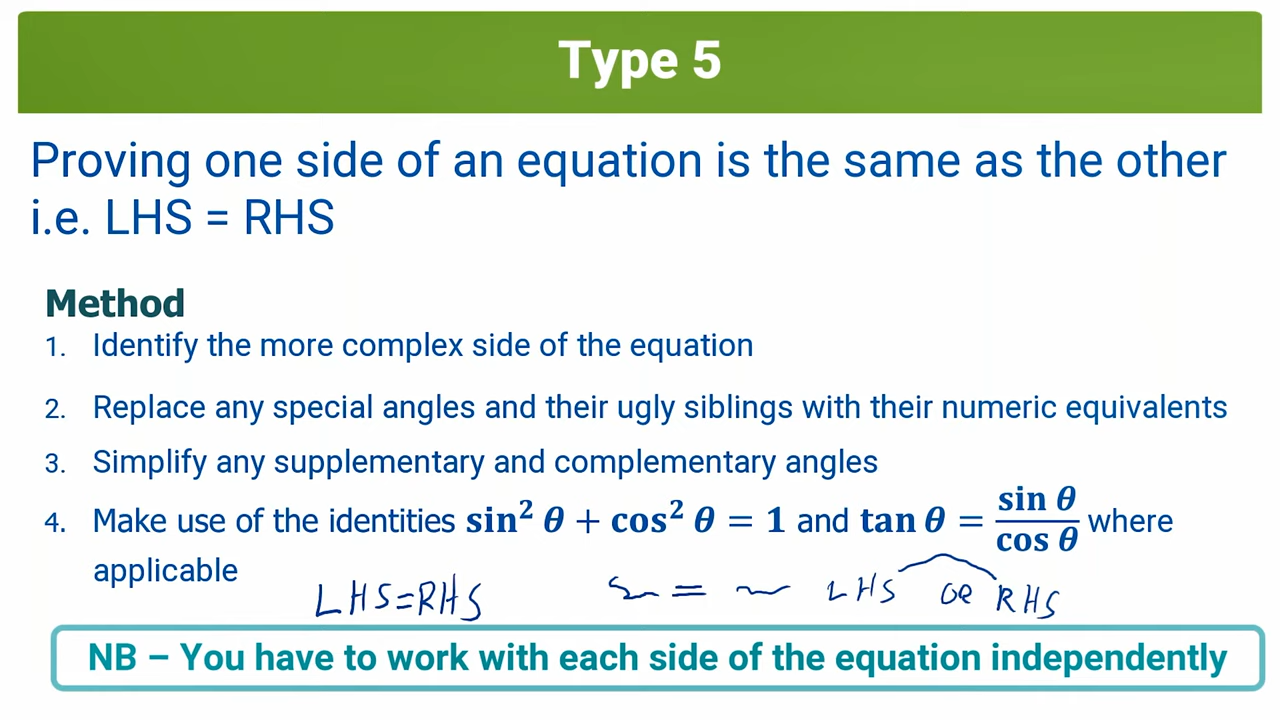 Type 5
Proving one side of an equation is the same as the other
i.e. LHS = RHS
Method
1. Identify the more complex side of the equation
2. Replace any special angles and their ugly siblings with their numeric equivalents
3. Simplify any supplementary and complementary angles
4. Make use of the identities sin² θ + cos² θ = 1 and tan θ = sin θ / cos θ where
applicable
LHS=RHS = LHS OR RHS
NB – You have to work with each side of the equation independently